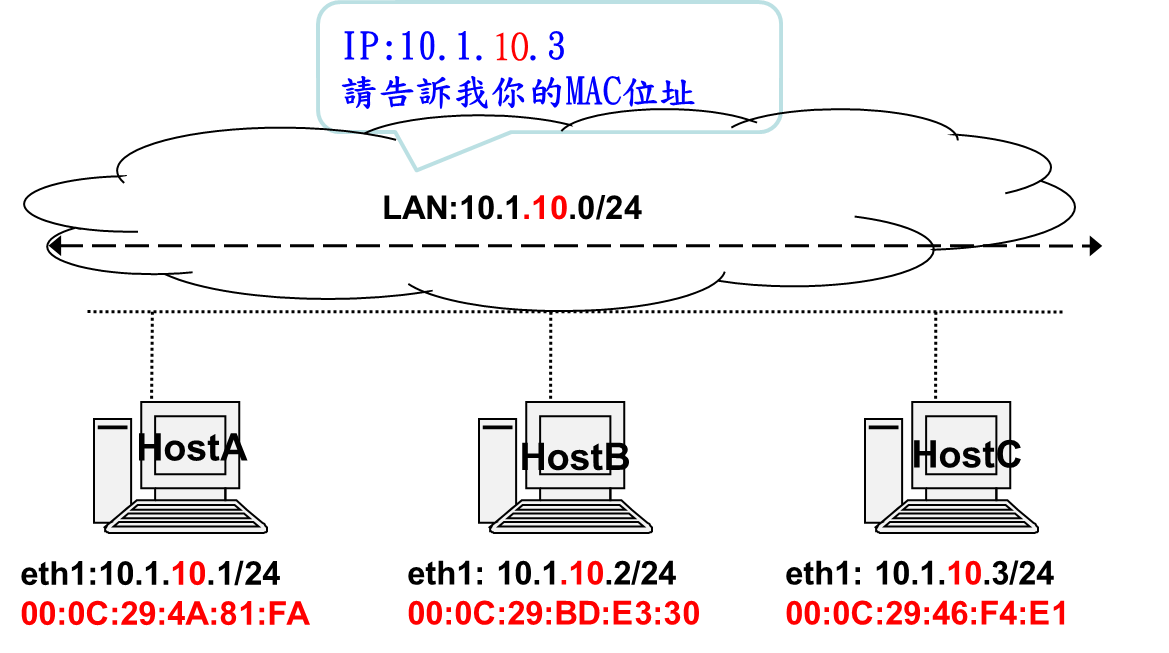 IP:10.1.10.3
請告訴我你的MAC位址
LAN:10.1.10.0/24
HostA
HostB
HostC
eth1:10.1.10.1/24
00:0C:29:4A:81:FA
eth1: 10.1.10.2/24
00:0C:29:BD:E3:30
eth1: 10.1.10.3/24
00:0C:29:46:F4:E1